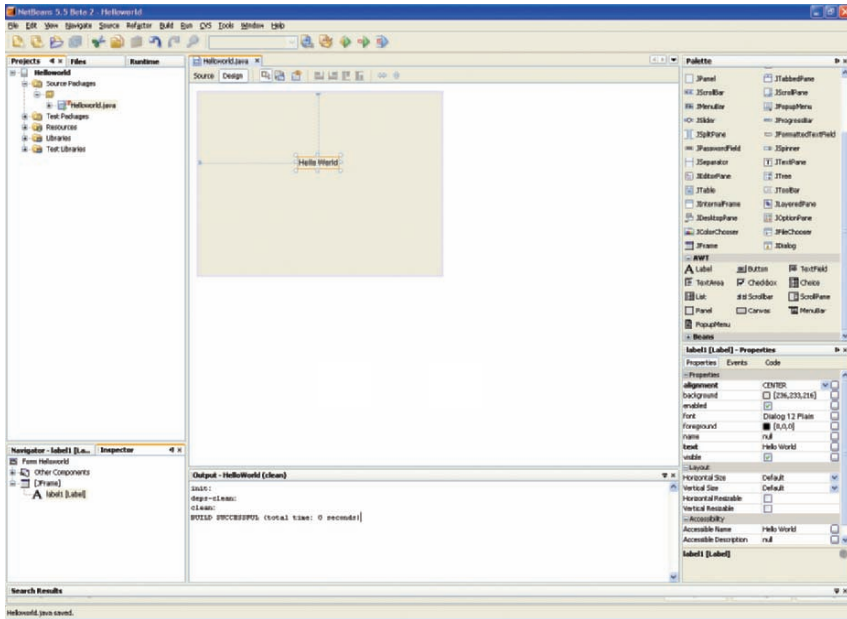 NetBeans 5.5 Beta 2 - Helloworld
File Edit View Navigate Source Refactor Build Run CVS Tools Window Help
Projects Files Runtime
Helloworld
Source Packages
Helloworld.java
Test Packages
Resources
Libraries
Test Libraries
Helloworld.java
Source Design
Hello World
Palette
JPanel JTabbedPane
JScrollBar JScrollPane
JMenuBar JPopupMenu
JSlider JProgressBar
JSplitPane JFormattedTextField
JPasswordField JSpinner
JSeparator JTextPane
JEditorPane JTree
JTable JToolBar
JInternalFrame JLayeredPane
JDesktopPane JOptionPane
JColorChooser JFileChooser
JFrame JDialog
AWT
Label Button TextField
TextArea Checkbox Choice
List Scrollbar ScrollPane
Panel Canvas MenuBar
PopupMenu
Beans
label1 [Label] - Properties
Properties Events Code
Properties
alignment CENTER
background [236,233,216]
enabled
font Dialog 12 Plain
foreground [0,0,0]
name null
text Hello World
visible
Layout
Horizontal Size Default
Vertical Size Default
Horizontal Resizable
Vertical Resizable
Accessibility
Accessible Name Hello World
Accessible Description null
label1 [Label]
Navigator - label1 [La... Inspector
Form Helloworld
Other Components
[JFrame]
label1 [Label]
Output - HelloWorld (clean)
init:
deps-clean:
clean:
BUILD SUCCESSFUL (total time: 0 seconds)
Search Results
Helloworld.java saved.